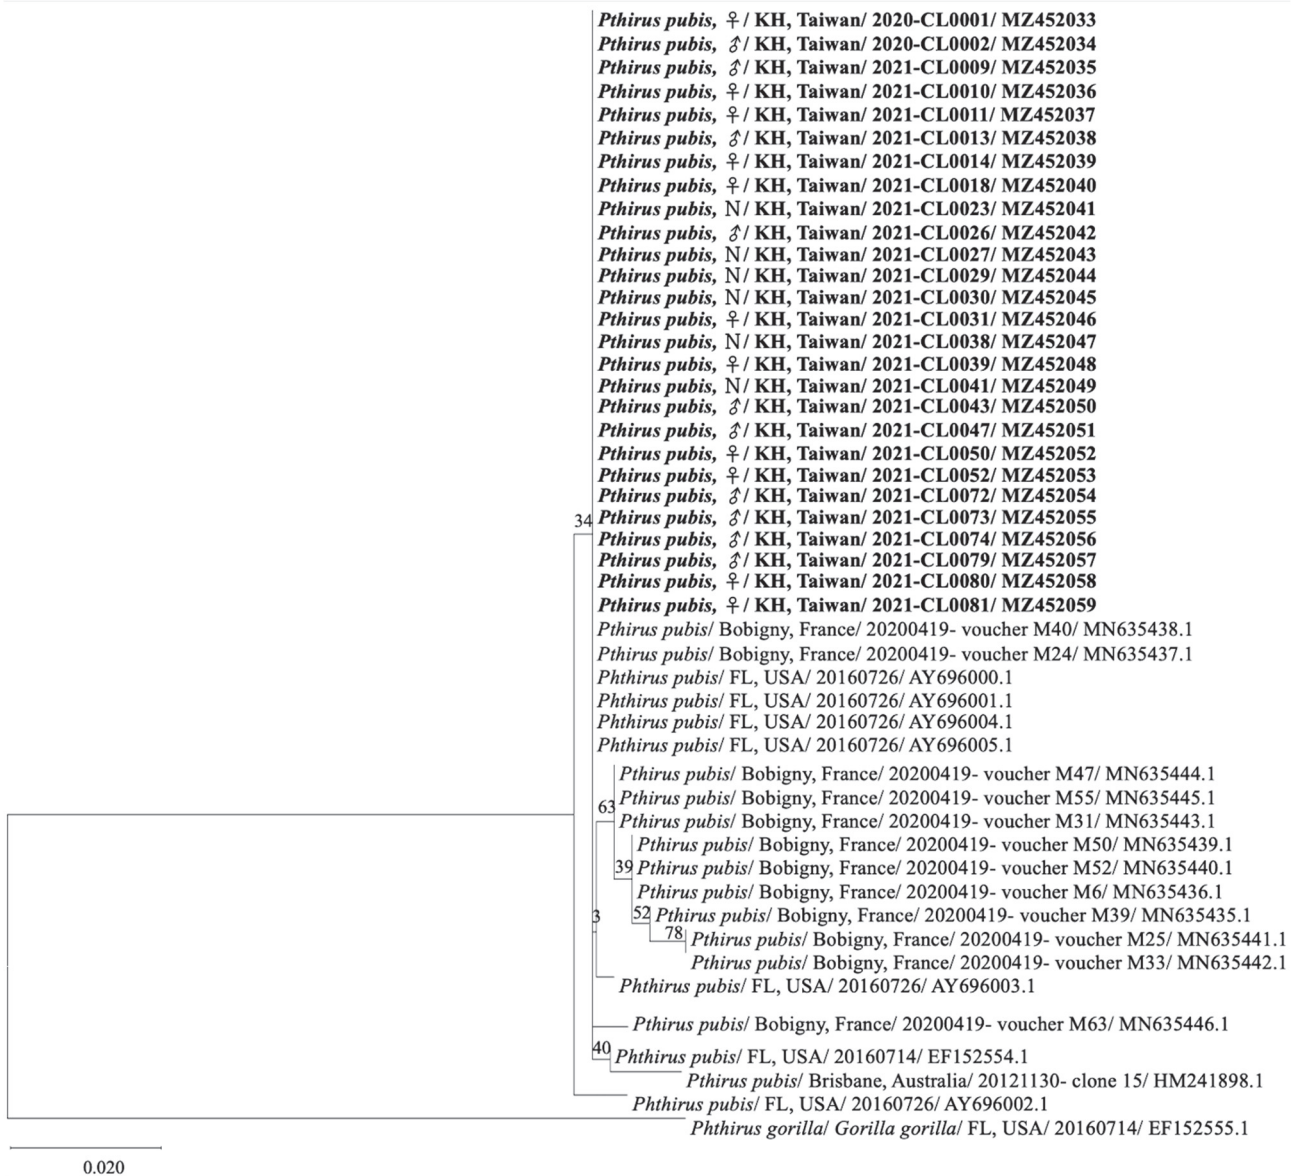 Pthirus pubis, ♀/ KH, Taiwan/ 2020-CL0001/ MZ452033
Pthirus pubis, ♂/ KH, Taiwan/ 2020-CL0002/ MZ452034
Pthirus pubis, ♂/ KH, Taiwan/ 2021-CL0009/ MZ452035
Pthirus pubis, ♀/ KH, Taiwan/ 2021-CL0010/ MZ452036
Pthirus pubis, ♀/ KH, Taiwan/ 2021-CL0011/ MZ452037
Pthirus pubis, ♂/ KH, Taiwan/ 2021-CL0013/ MZ452038
Pthirus pubis, ♀/ KH, Taiwan/ 2021-CL0014/ MZ452039
Pthirus pubis, ♀/ KH, Taiwan/ 2021-CL0018/ MZ452040
Pthirus pubis, N/ KH, Taiwan/ 2021-CL0023/ MZ452041
Pthirus pubis, ♂/ KH, Taiwan/ 2021-CL0026/ MZ452042
Pthirus pubis, N/ KH, Taiwan/ 2021-CL0027/ MZ452043
Pthirus pubis, N/ KH, Taiwan/ 2021-CL0029/ MZ452044
Pthirus pubis, N/ KH, Taiwan/ 2021-CL0030/ MZ452045
Pthirus pubis, ♀/ KH, Taiwan/ 2021-CL0031/ MZ452046
Pthirus pubis, N/ KH, Taiwan/ 2021-CL0038/ MZ452047
Pthirus pubis, ♀/ KH, Taiwan/ 2021-CL0039/ MZ452048
Pthirus pubis, N/ KH, Taiwan/ 2021-CL0041/ MZ452049
Pthirus pubis, ♂/ KH, Taiwan/ 2021-CL0043/ MZ452050
Pthirus pubis, ♂/ KH, Taiwan/ 2021-CL0047/ MZ452051
Pthirus pubis, ♀/ KH, Taiwan/ 2021-CL0050/ MZ452052
Pthirus pubis, ♀/ KH, Taiwan/ 2021-CL0052/ MZ452053
Pthirus pubis, ♂/ KH, Taiwan/ 2021-CL0072/ MZ452054
34 Pthirus pubis, ♂/ KH, Taiwan/ 2021-CL0073/ MZ452055
Pthirus pubis, ♂/ KH, Taiwan/ 2021-CL0074/ MZ452056
Pthirus pubis, ♂/ KH, Taiwan/ 2021-CL0079/ MZ452057
Pthirus pubis, ♀/ KH, Taiwan/ 2021-CL0080/ MZ452058
Pthirus pubis, ♀/ KH, Taiwan/ 2021-CL0081/ MZ452059
Pthirus pubis/ Bobigny, France/ 20200419- voucher M40/ MN635438.1
Pthirus pubis/ Bobigny, France/ 20200419- voucher M24/ MN635437.1
Phthirus pubis/ FL, USA/ 20160726/ AY696000.1
Phthirus pubis/ FL, USA/ 20160726/ AY696001.1
Phthirus pubis/ FL, USA/ 20160726/ AY696004.1
Phthirus pubis/ FL, USA/ 20160726/ AY696005.1
Pthirus pubis/ Bobigny, France/ 20200419- voucher M47/ MN635444.1
63 Pthirus pubis/ Bobigny, France/ 20200419- voucher M55/ MN635445.1
Pthirus pubis/ Bobigny, France/ 20200419- voucher M31/ MN635443.1
Pthirus pubis/ Bobigny, France/ 20200419- voucher M50/ MN635439.1
39 Pthirus pubis/ Bobigny, France/ 20200419- voucher M52/ MN635440.1
Pthirus pubis/ Bobigny, France/ 20200419- voucher M6/ MN635436.1
3 52 Pthirus pubis/ Bobigny, France/ 20200419- voucher M39/ MN635435.1
78 Pthirus pubis/ Bobigny, France/ 20200419- voucher M25/ MN635441.1
Pthirus pubis/ Bobigny, France/ 20200419- voucher M33/ MN635442.1
Phthirus pubis/ FL, USA/ 20160726/ AY696003.1
Pthirus pubis/ Bobigny, France/ 20200419- voucher M63/ MN635446.1
40 Phthirus pubis/ FL, USA/ 20160714/ EF152554.1
Pthirus pubis/ Brisbane, Australia/ 20121130- clone 15/ HM241898.1
Phthirus pubis/ FL, USA/ 20160726/ AY696002.1
Phthirus gorilla/ Gorilla gorilla/ FL, USA/ 20160714/ EF152555.1
0.020